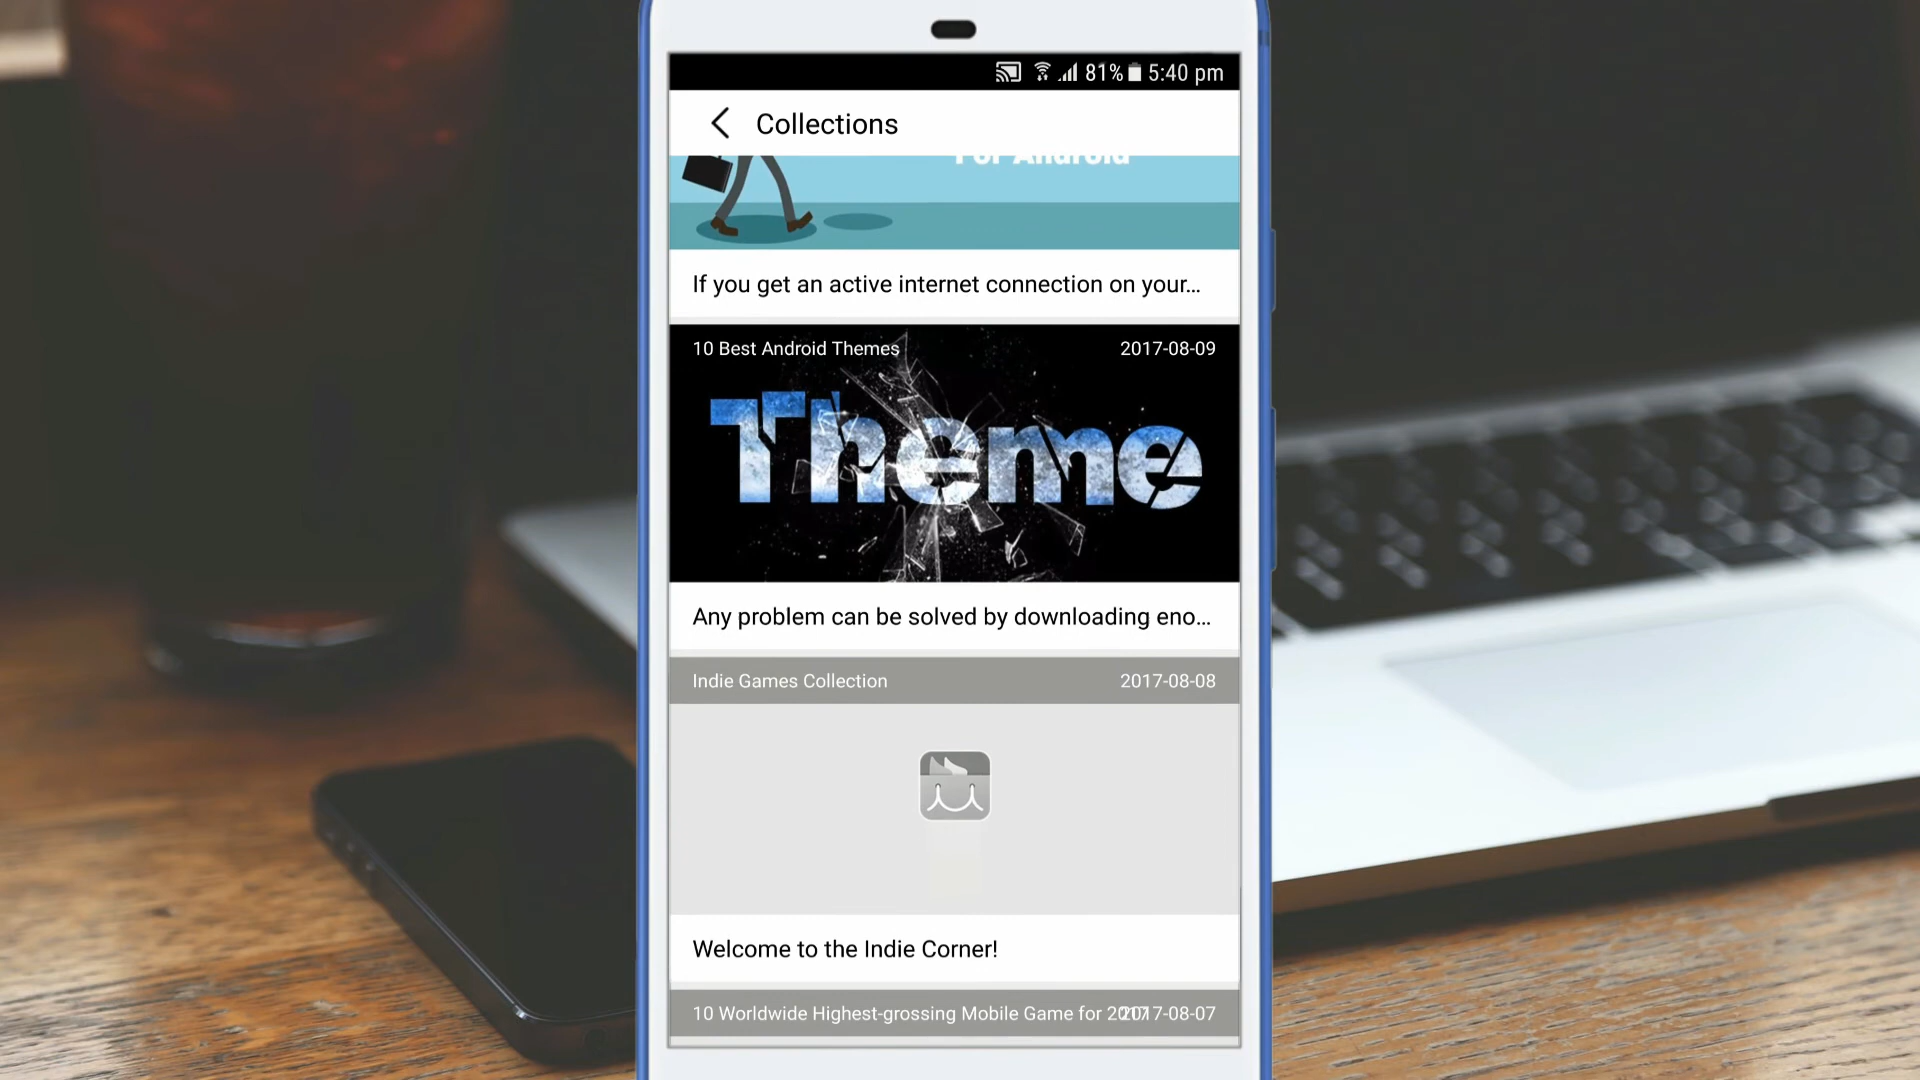 81% 5:40 pm
Collections
For Android
If you get an active internet connection on your...
10 Best Android Themes 2017-08-09
Theme
Any problem can be solved by downloading eno...
Indie Games Collection 2017-08-08
Welcome to the Indie Corner!
10 Worldwide Highest-grossing Mobile Game for 2017 2017-08-07